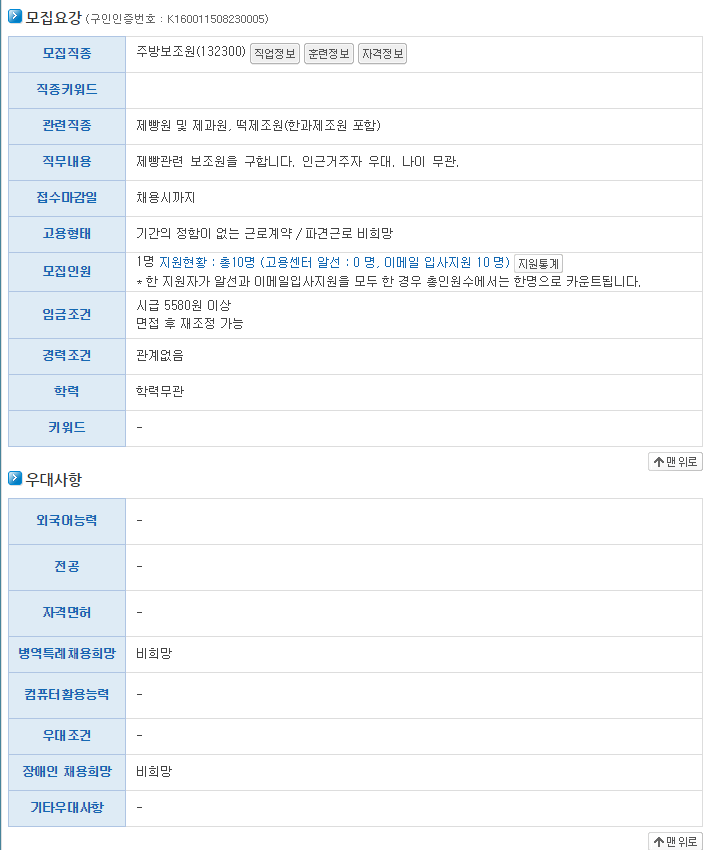 모집요강 (구인인증번호 : K160011508230005)
모집직종 주방보조원(132300) 직업정보 훈련정보 자격정보
직종키워드
관련직종 제빵원 및 제과원, 떡제조원(한과제조원 포함)
직무내용 제빵관련 보조원을 구합니다. 인근거주자 우대. 나이 무관.
접수마감일 채용시까지
고용형태 기간의 정함이 없는 근로계약 / 파견근로 비희망
모집인원 1명 지원현황 : 총10명 (고용센터 알선 : 0 명, 이메일 입사지원 10 명) 지원통계
* 한 지원자가 알선과 이메일입사지원을 모두 한 경우 총인원수에서는 한명으로 카운트됩니다.
임금조건 시급 5580원 이상
면접 후 재조정 가능
경력조건 관계없음
학력 학력무관
키워드 -
맨 위로
우대사항
외국어능력 -
전공 -
자격면허 -
병역특례채용희망 비희망
컴퓨터활용능력 -
우대조건 -
장애인 채용희망 비희망
기타우대사항 -
맨 위로